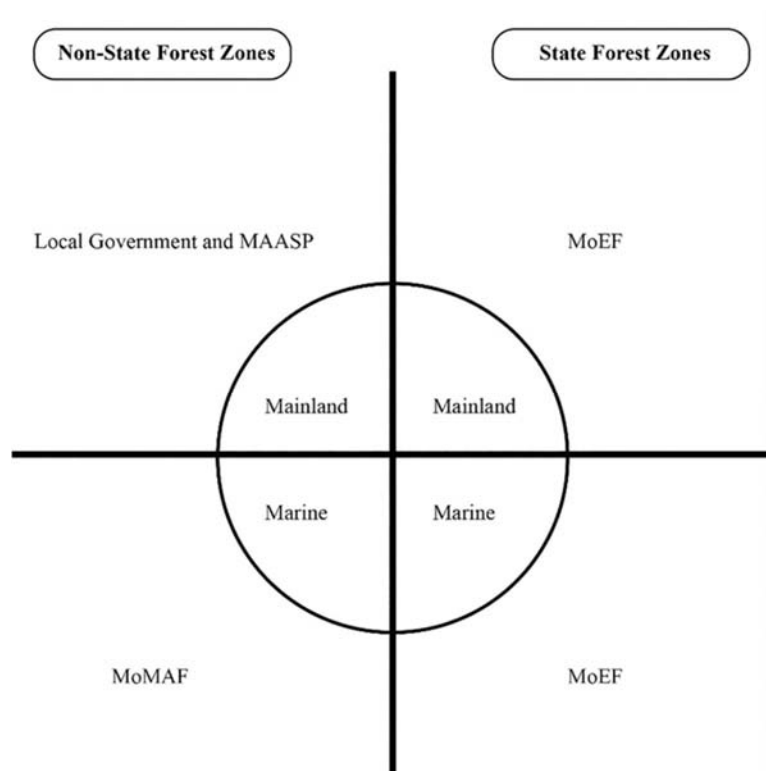 Non-State Forest Zones
State Forest Zones
Local Government and MAASP
MoEF
Mainland
Mainland
Marine
Marine
MoMAF
MoEF